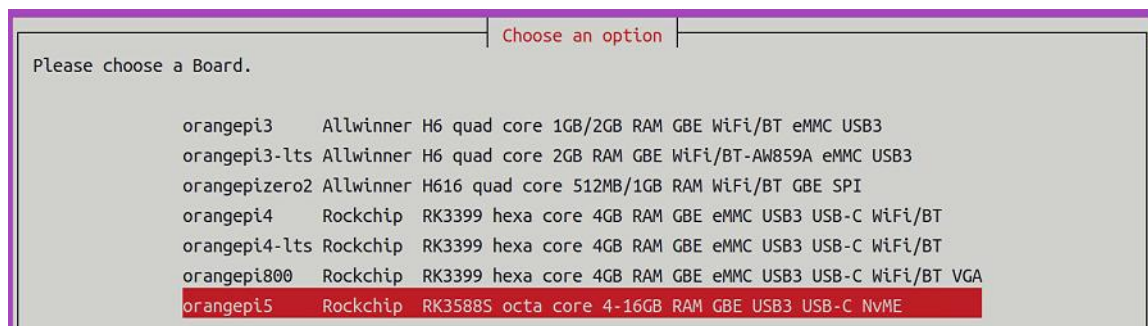 Choose an option
Please choose a Board.
orangepi3 Allwinner H6 quad core 1GB/2GB RAM GBE WiFi/BT eMMC USB3
orangepi3-lts Allwinner H6 quad core 2GB RAM GBE WiFi/BT-AW859A eMMC USB3
orangepizero2 Allwinner H616 quad core 512MB/1GB RAM WiFi/BT GBE SPI
orangepi4 Rockchip RK3399 hexa core 4GB RAM GBE eMMC USB3 USB-C WiFi/BT
orangepi4-lts Rockchip RK3399 hexa core 4GB RAM GBE eMMC USB3 USB-C WiFi/BT
orangepi800 Rockchip RK3399 hexa core 4GB RAM GBE eMMC USB3 USB-C WiFi/BT VGA
orangepi5 Rockchip RK3588S octa core 4-16GB RAM GBE USB3 USB-C NvME